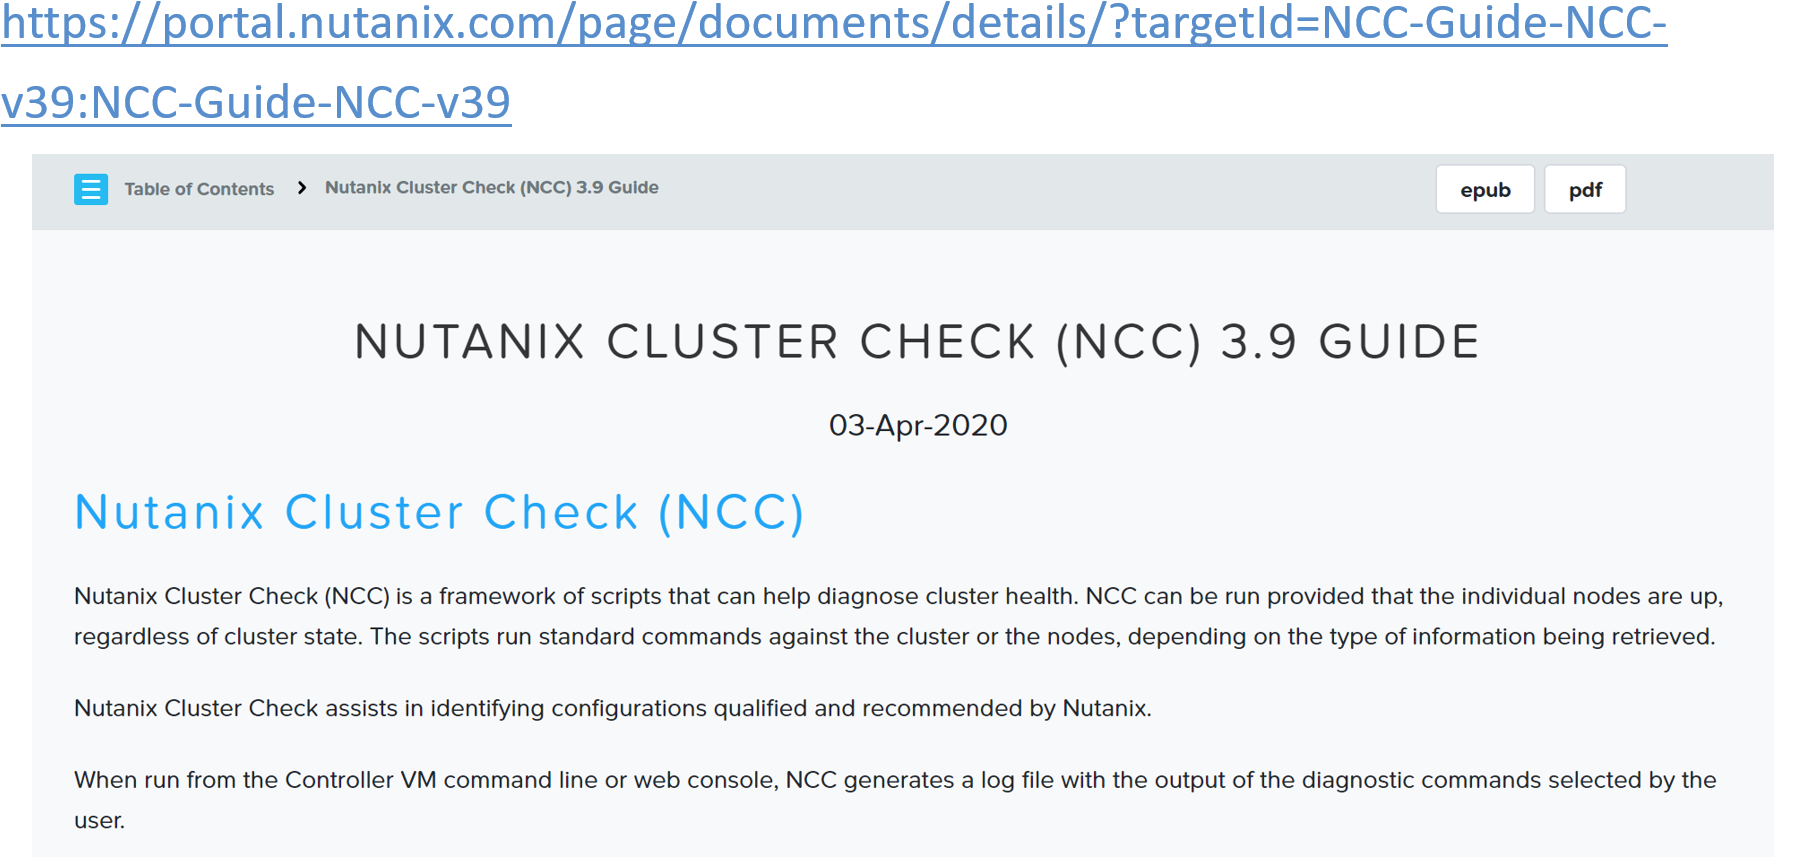 https://portal.nutanix.com/page/documents/details/?targetId=NCC-Guide-NCC-
v39:NCC-Guide-NCC-v39
Table of Contents > Nutanix Cluster Check (NCC) 3.9 Guide epub pdf
NUTANIX CLUSTER CHECK (NCC) 3.9 GUIDE
03-Apr-2020
Nutanix Cluster Check (NCC)
Nutanix Cluster Check (NCC) is a framework of scripts that can help diagnose cluster health. NCC can be run provided that the individual nodes are up,
regardless of cluster state. The scripts run standard commands against the cluster or the nodes, depending on the type of information being retrieved.
Nutanix Cluster Check assists in identifying configurations qualified and recommended by Nutanix.
When run from the Controller VM command line or web console, NCC generates a log file with the output of the diagnostic commands selected by the
user.